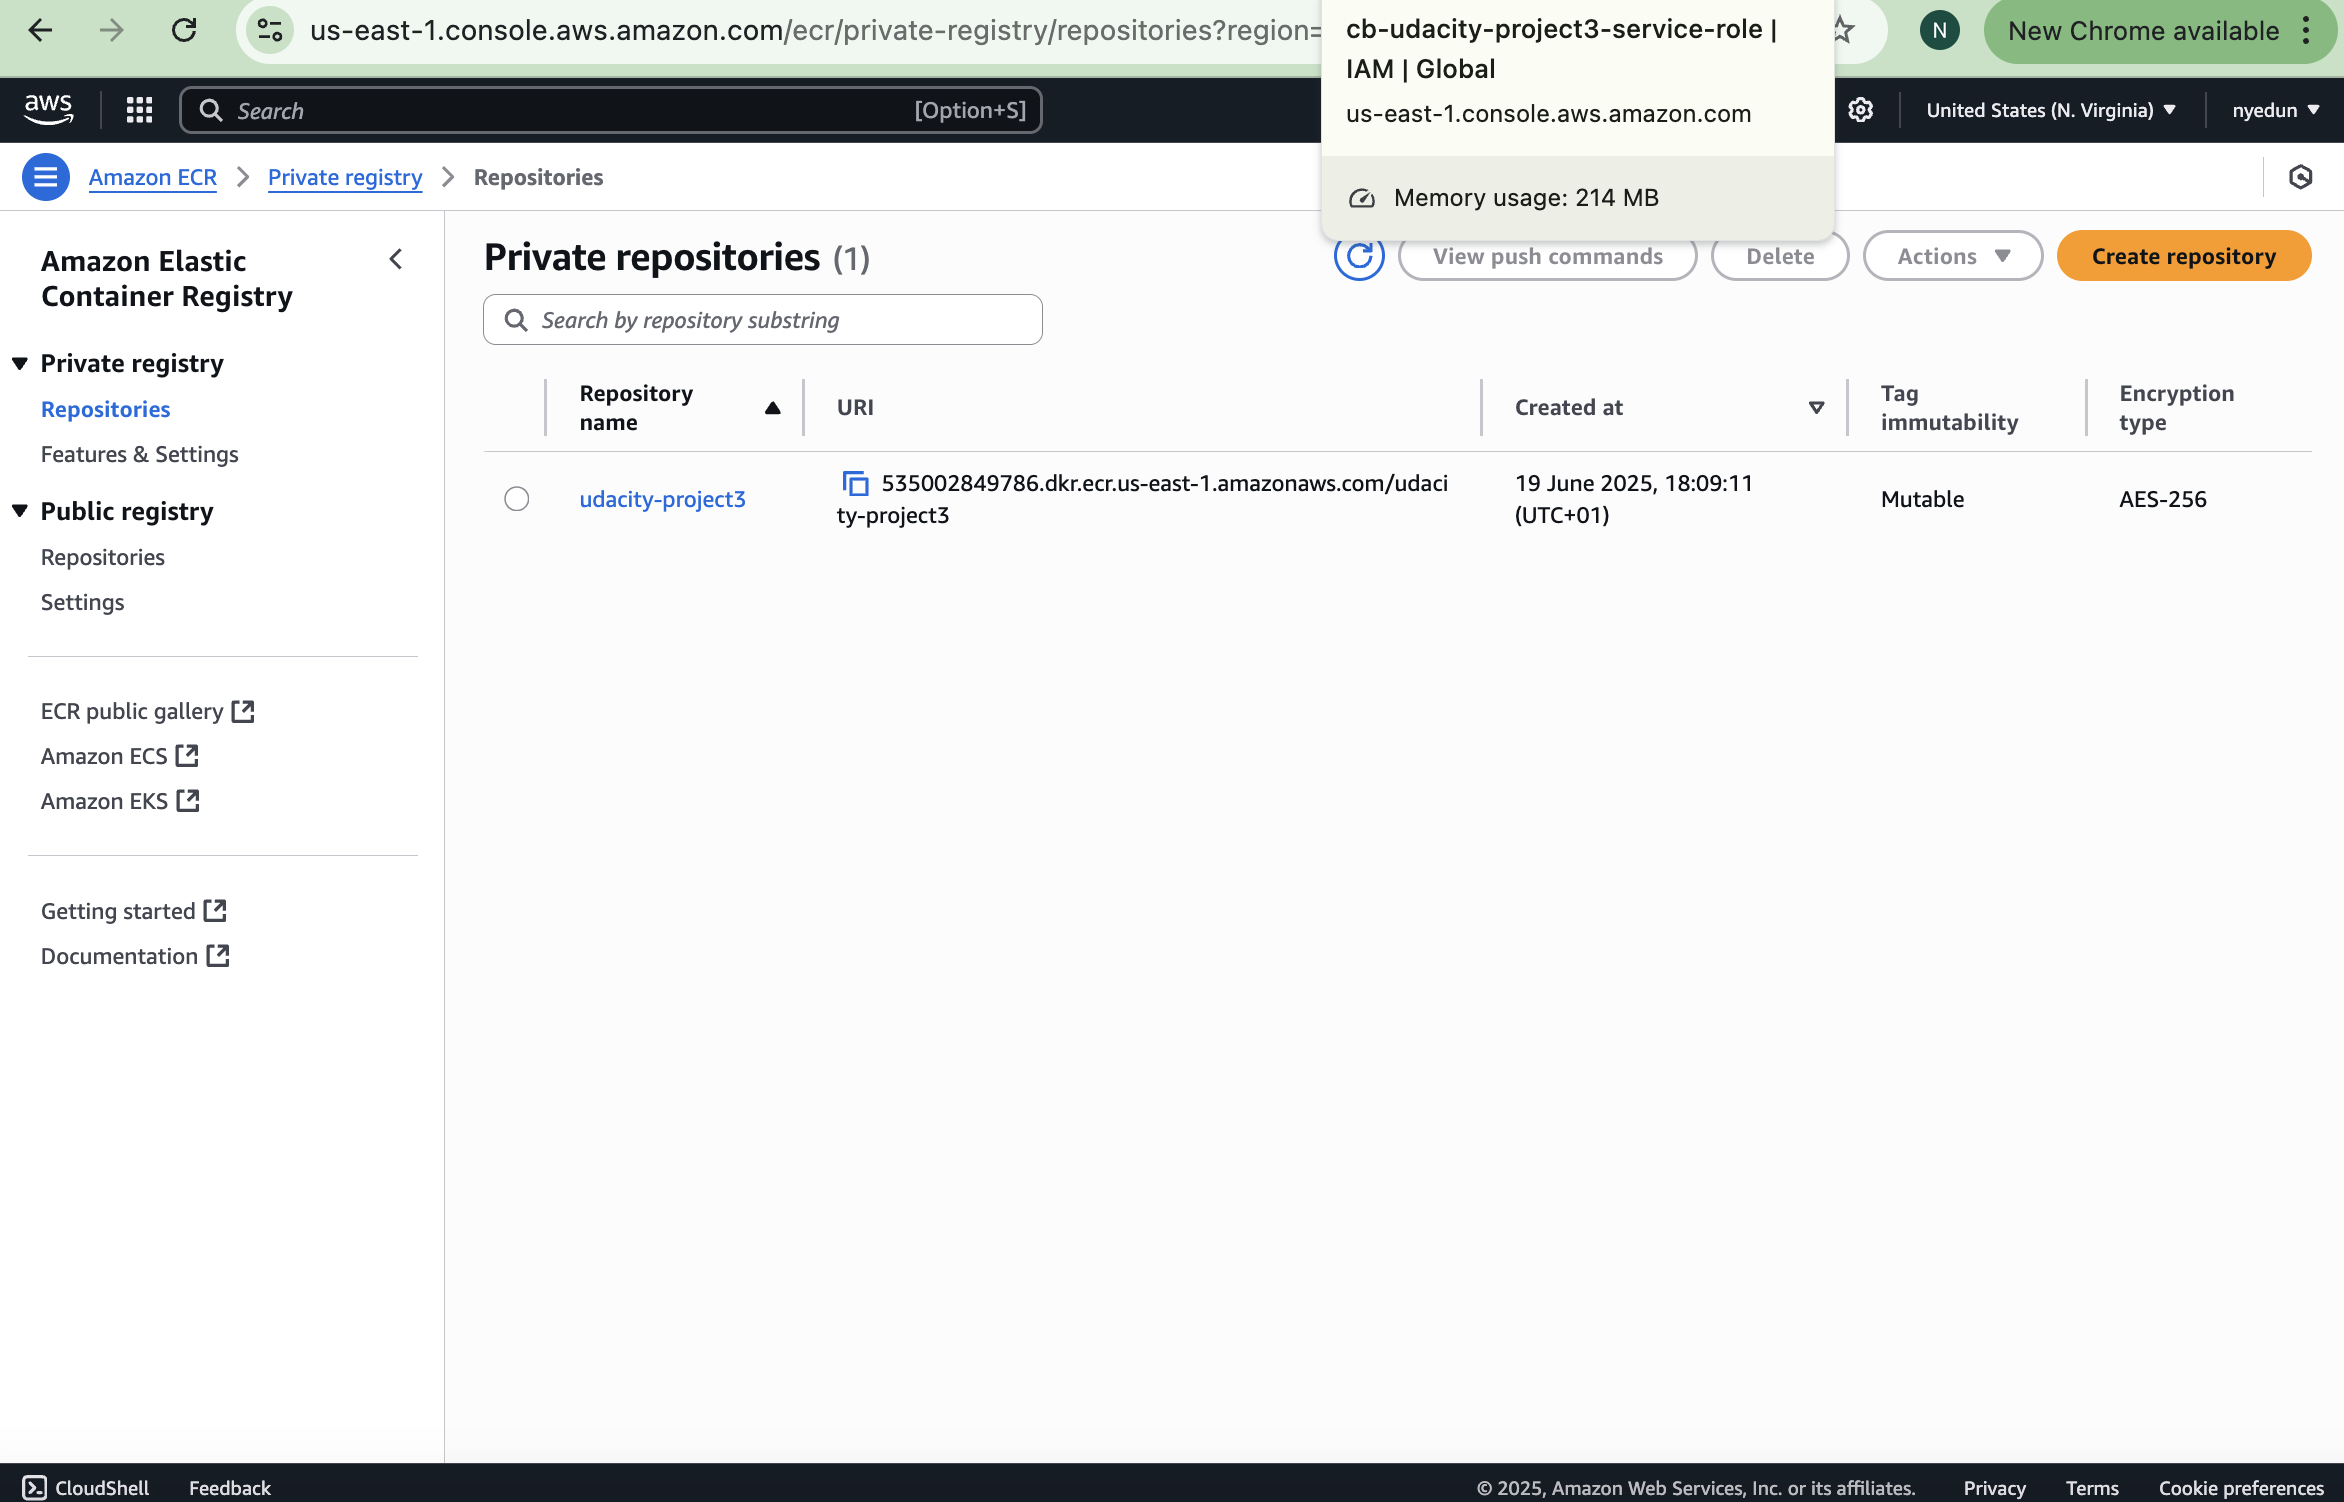 us-east-1.console.aws.amazon.com/ecr/private-registry/repositories?region=
cb-udacity-project3-service-role |
IAM | Global
us-east-1.console.aws.amazon.com
Memory usage: 214 MB
N
New Chrome available
aws
Search
[Option+S]
United States (N. Virginia)
nyedun
Amazon ECR
Private registry
Repositories
Amazon Elastic
Container Registry
Private registry
Repositories
Features & Settings
Public registry
Repositories
Settings
ECR public gallery
Amazon ECS
Amazon EKS
Getting started
Documentation
Private repositories (1)
View push commands
Delete
Actions
Create repository
Search by repository substring
Repository
name
URI
Created at
Tag
immutability
Encryption
type
udacity-project3
535002849786.dkr.ecr.us-east-1.amazonaws.com/udaci
ty-project3
19 June 2025, 18:09:11
(UTC+01)
Mutable
AES-256
CloudShell
Feedback
© 2025, Amazon Web Services, Inc. or its affiliates.
Privacy
Terms
Cookie preferences